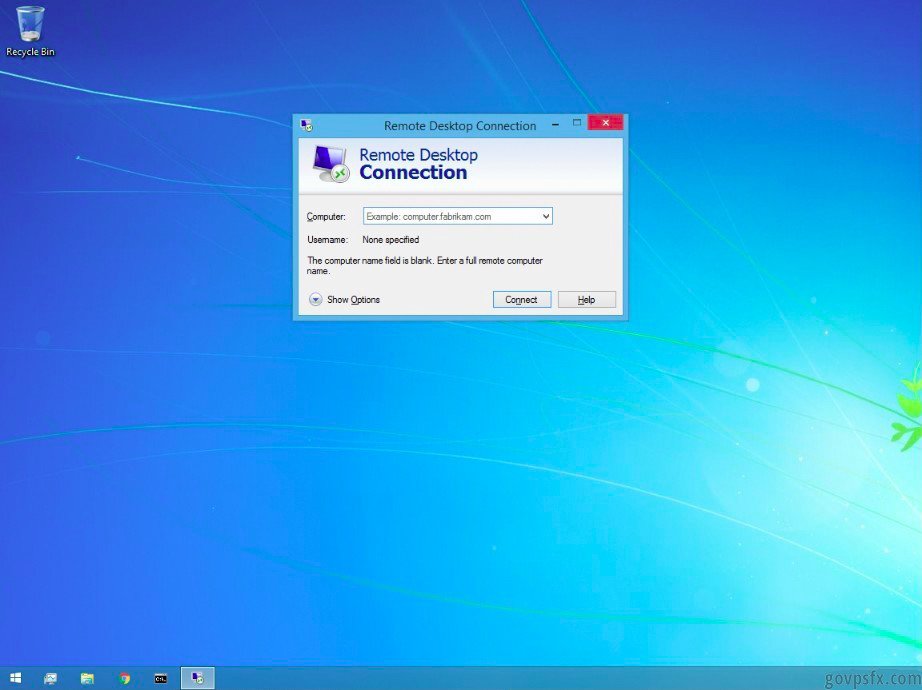 Recycle Bin
Remote Desktop Connection
Remote Desktop
Connection
Computer:
Example: computer.fabrikam.com
Username:
None specified
The computer name field is blank. Enter a full remote computer
name.
Show Options
Connect
Help
govpsfx.com